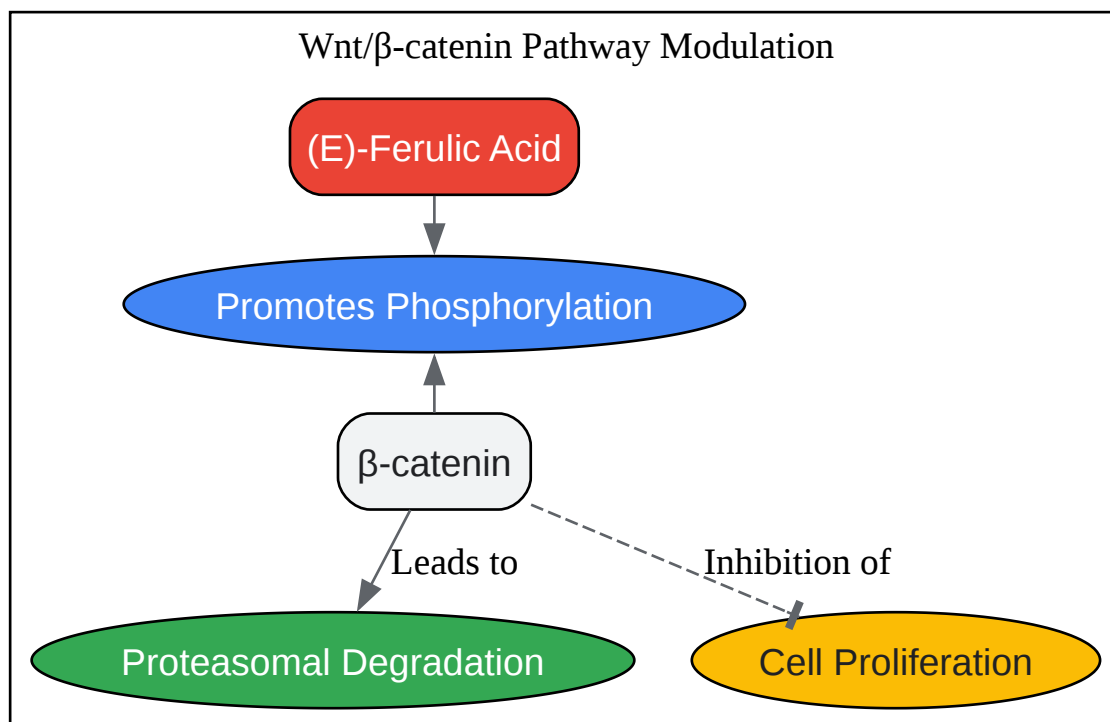 Wnt/β-catenin Pathway Modulation
(E)-Ferulic Acid
Promotes Phosphorylation
β-catenin
Leads to
Inhibition of
Proteasomal Degradation
Cell Proliferation